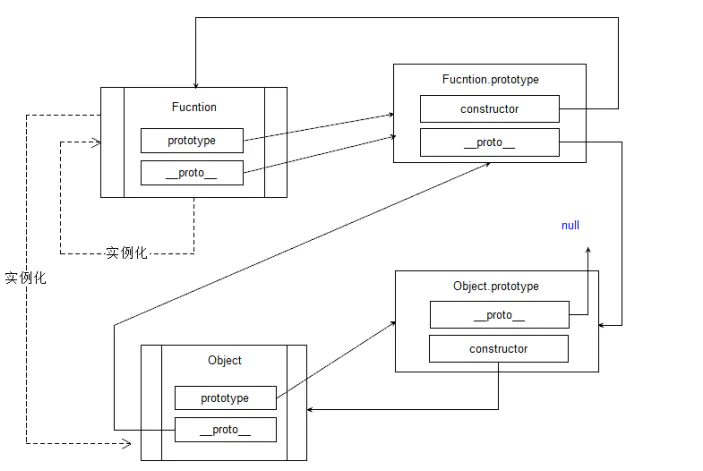 Fucntion
prototype
__proto__
实例化
实例化
Fucntion.prototype
constructor
__proto__
null
Object.prototype
__proto__
constructor
Object
prototype
__proto__